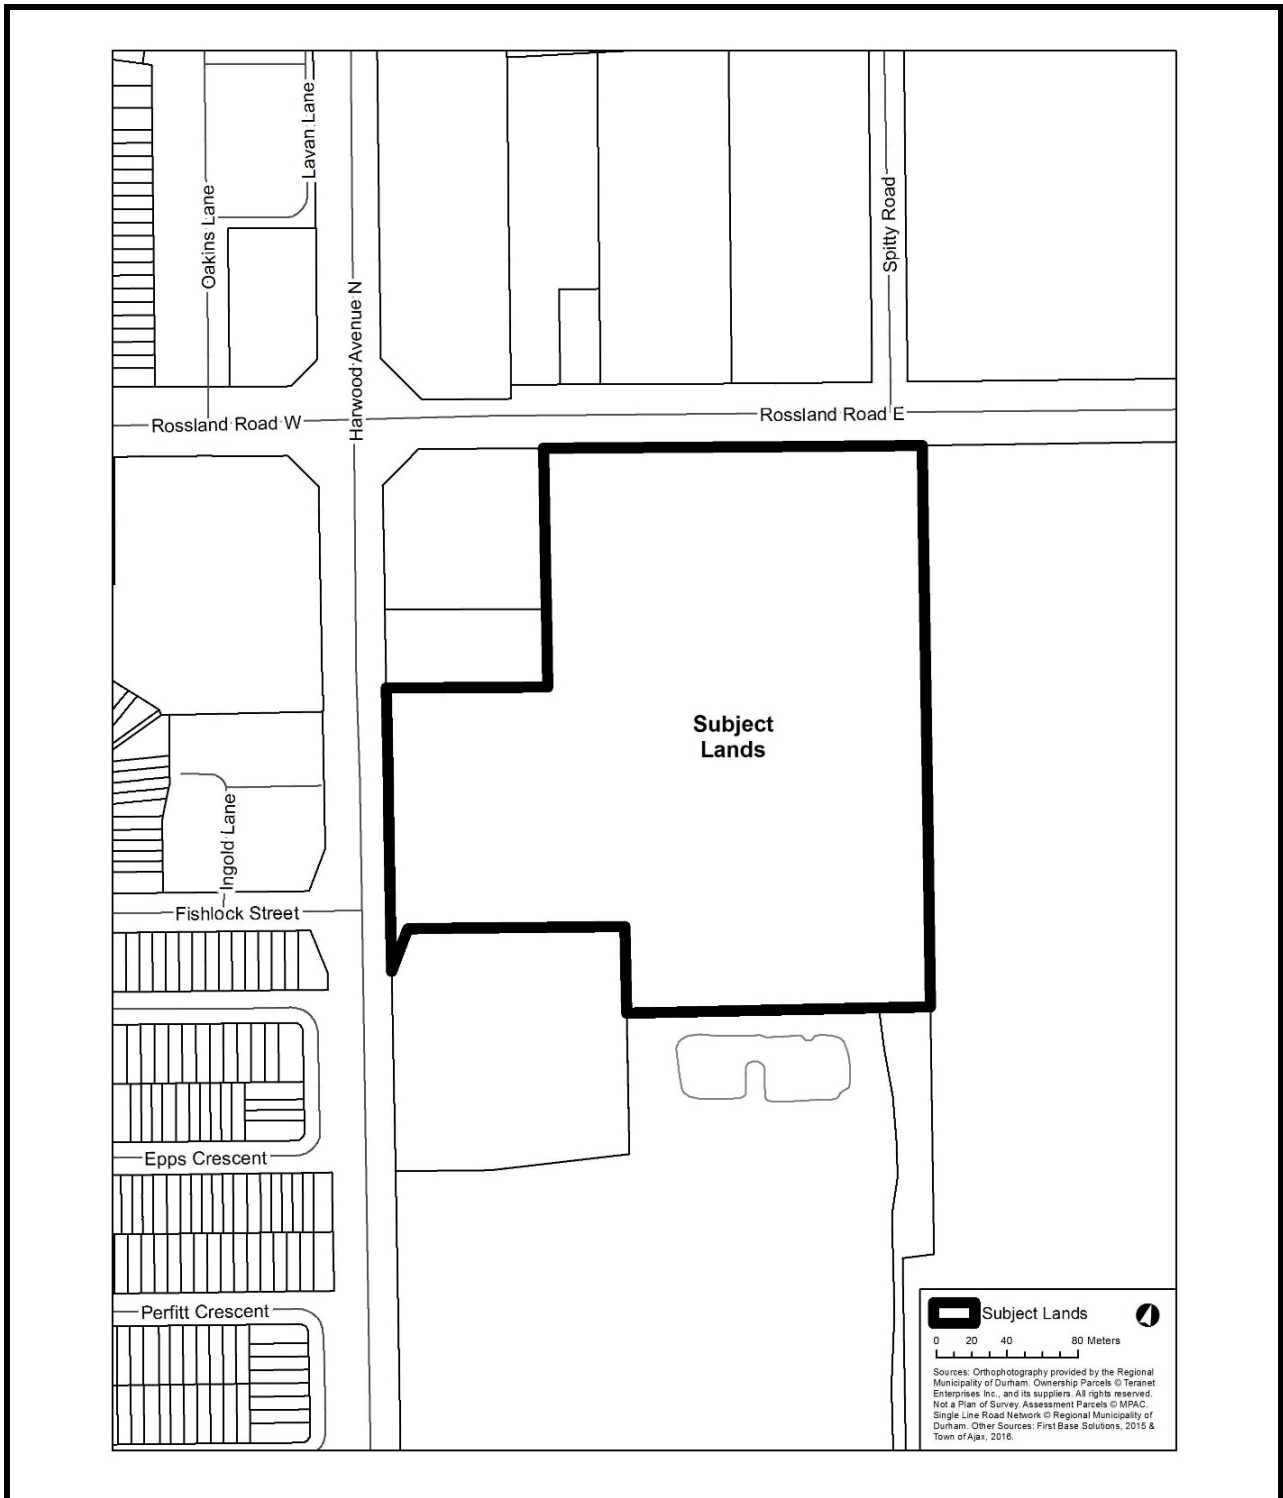 Lavan Lane
Oakins Lane
Harwood Avenue N
Spitty Road
Rossland Road W
Rossland Road E
Subject
Lands
Ingold Lane
Fishlock Street
Epps Crescent
Perfitt Crescent
Subject Lands
0 20 40 80 Meters
Sources: Orthophotography provided by the Regional
Municipality of Durham. Ownership Parcels © Teranet
Enterprises Inc., and its suppliers. All rights reserved.
Not a Plan of Survey. Assessment Parcels © MPAC.
Single Line Road Network © Regional Municipality of
Durham. Other Sources: First Base Solutions, 2015 &
Town of Ajax, 2016.